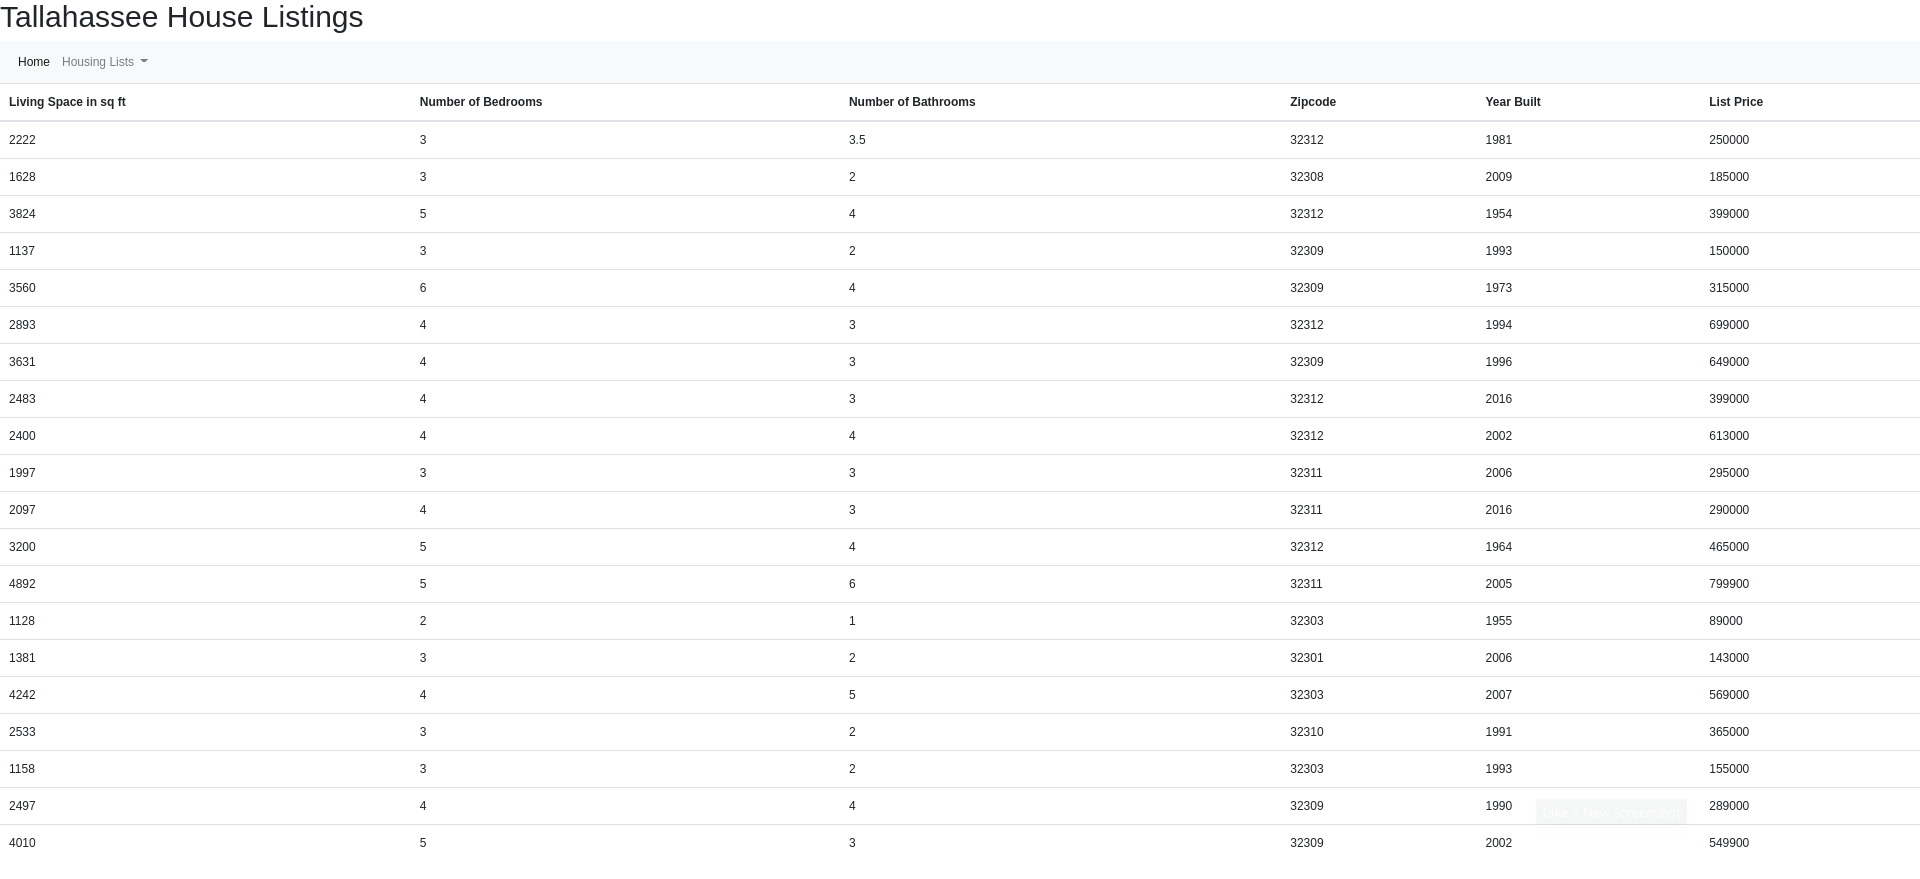 Tallahassee House Listings
Home Housing Lists
Living Space in sq ft Number of Bedrooms Number of Bathrooms Zipcode Year Built List Price
2222 3 3.5 32312 1981 250000
1628 3 2 32308 2009 185000
3824 5 4 32312 1954 399000
1137 3 2 32309 1993 150000
3560 6 4 32309 1973 315000
2893 4 3 32312 1994 699000
3631 4 3 32309 1996 649000
2483 4 3 32312 2016 399000
2400 4 4 32312 2002 613000
1997 3 3 32311 2006 295000
2097 4 3 32311 2016 290000
3200 5 4 32312 1964 465000
4892 5 6 32311 2005 799900
1128 2 1 32303 1955 89000
1381 3 2 32301 2006 143000
4242 4 5 32303 2007 569000
2533 3 2 32310 1991 365000
1158 3 2 32303 1993 155000
2497 4 4 32309 1990 Take a New Screenshot 289000
4010 5 3 32309 2002 549900